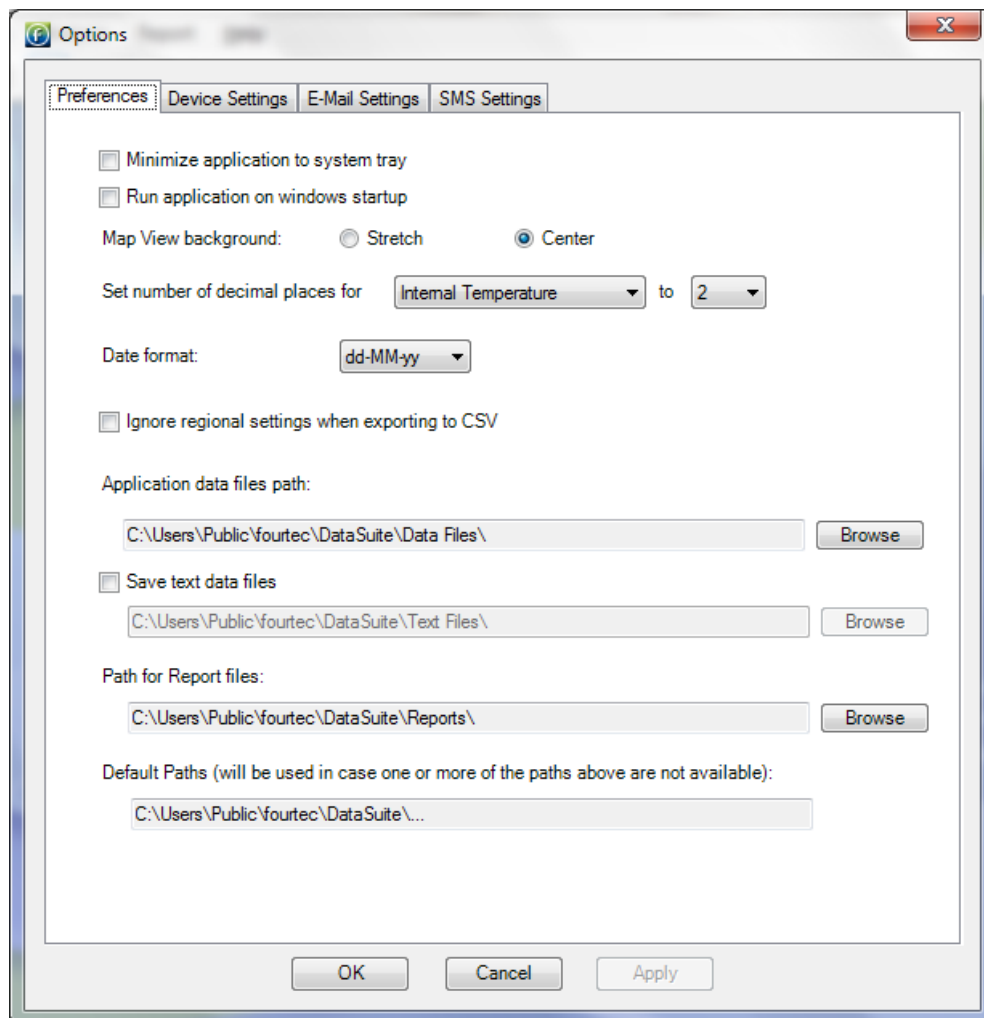 Options
Preferences Device Settings E-Mail Settings SMS Settings
Minimize application to system tray
Run application on windows startup
Map View background: Stretch Center
Set number of decimal places for Internal Temperature to 2
Date format: dd-MM-yy
Ignore regional settings when exporting to CSV
Application data files path:
C:\Users\Public\fourtec\DataSuite\Data Files\ Browse
Save text data files
C:\Users\Public\fourtec\DataSuite\Text Files\ Browse
Path for Report files:
C:\Users\Public\fourtec\DataSuite\Reports\ Browse
Default Paths (will be used in case one or more of the paths above are not available):
C:\Users\Public\fourtec\DataSuite\...
OK Cancel Apply